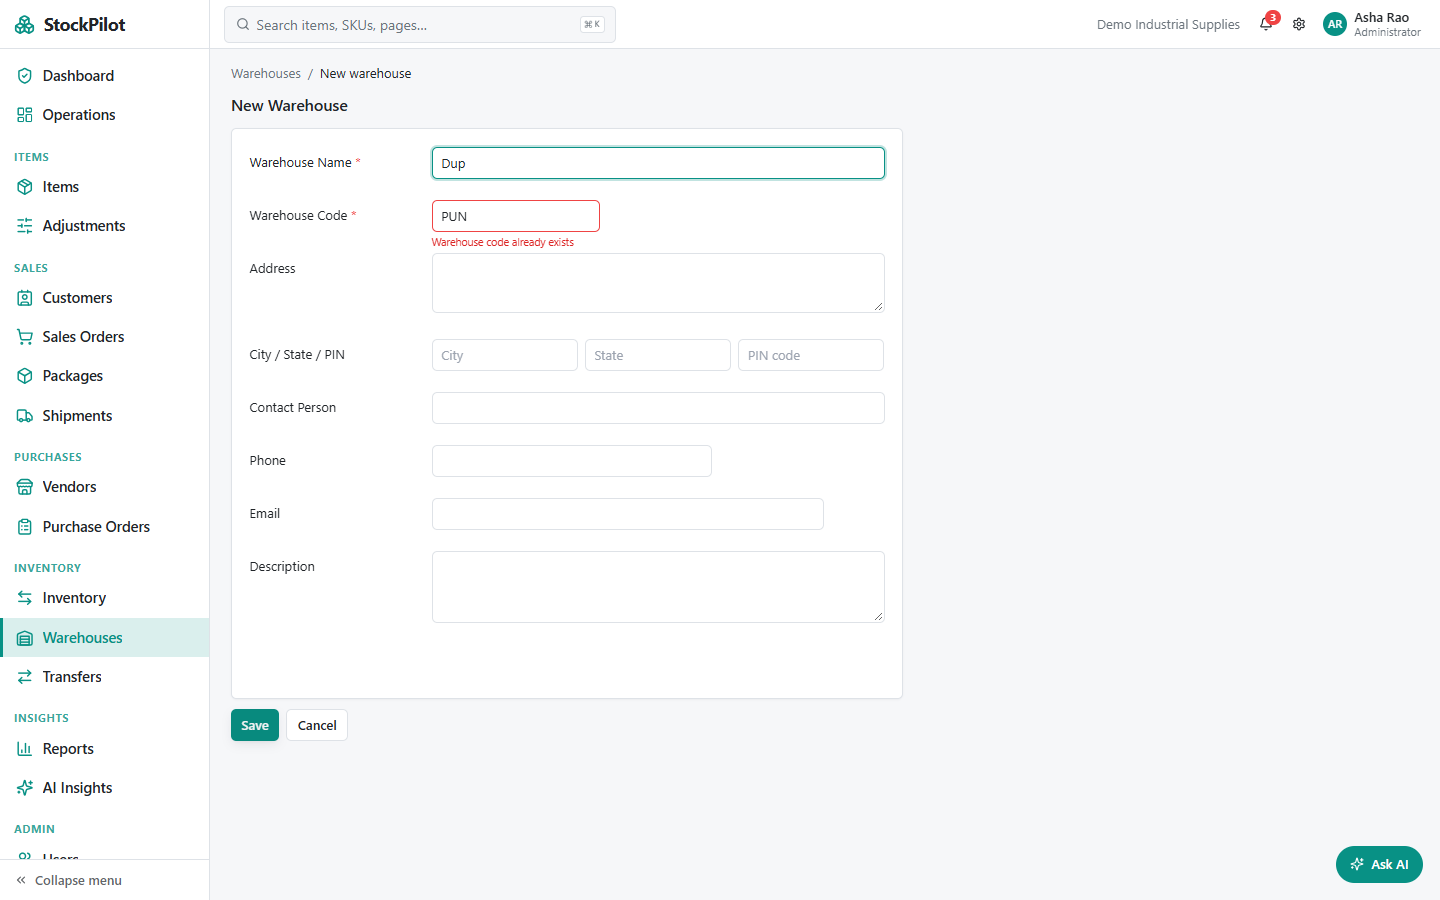 StockPilot
Search items, SKUs, pages...
⌘K
Demo Industrial Supplies
3
AR
Asha Rao
Administrator
Dashboard
Operations
ITEMS
Items
Adjustments
SALES
Customers
Sales Orders
Packages
Shipments
PURCHASES
Vendors
Purchase Orders
INVENTORY
Inventory
Warehouses
Transfers
INSIGHTS
Reports
AI Insights
ADMIN
Users
Collapse menu
Warehouses / New warehouse
New Warehouse
Warehouse Name *
Dup
Warehouse Code *
PUN
Warehouse code already exists
Address
City / State / PIN
City
State
PIN code
Contact Person
Phone
Email
Description
Save
Cancel
Ask AI